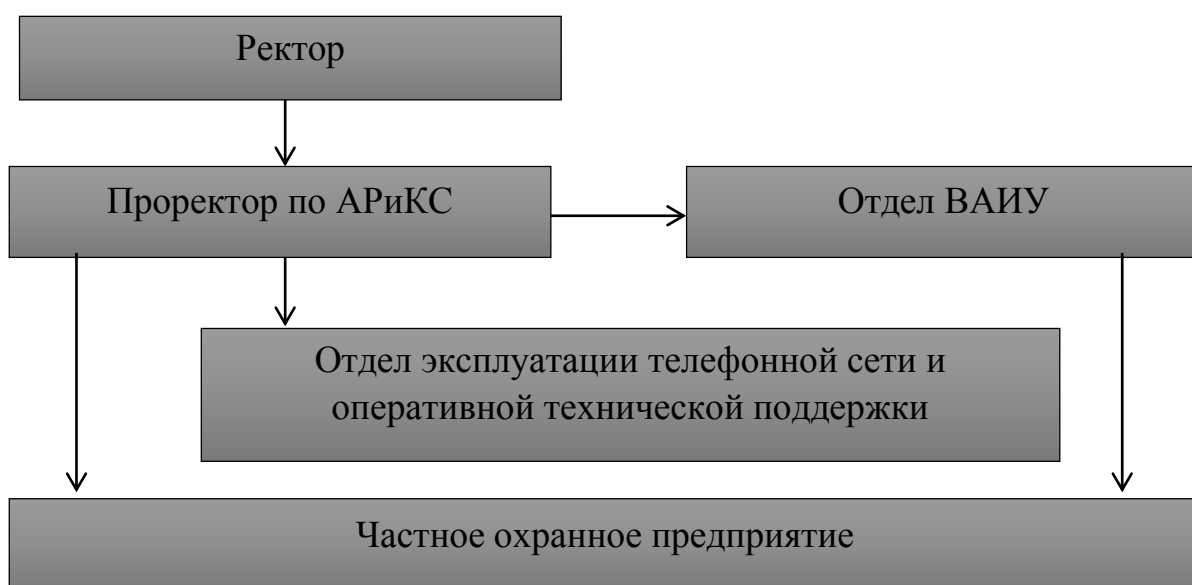 Ректор
Проректор по АРиКС
Отдел ВАИУ
Отдел эксплуатации телефонной сети и
оперативной технической поддержки
Частное охранное предприятие